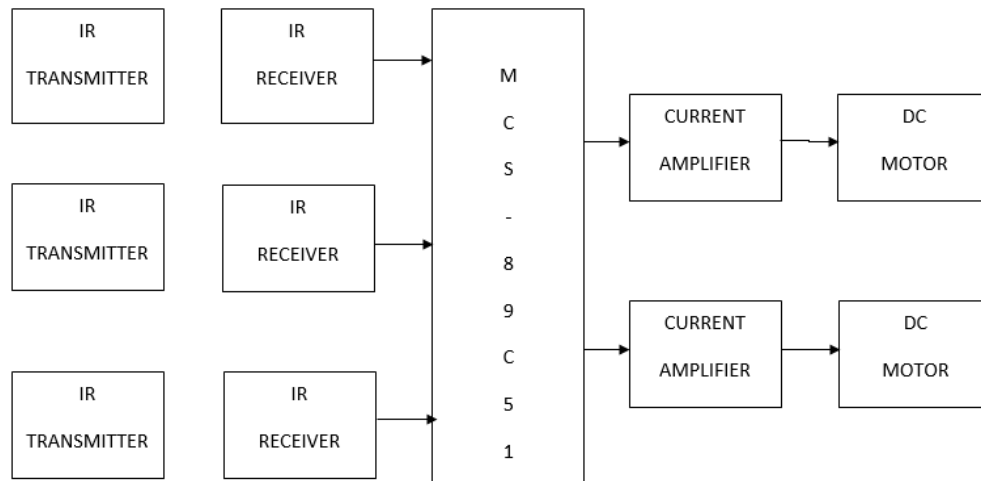 IR
TRANSMITTER
IR
RECEIVER
M
C
S
-
8
9
C
5
1
CURRENT
AMPLIFIER
DC
MOTOR
IR
TRANSMITTER
IR
RECEIVER
CURRENT
AMPLIFIER
DC
MOTOR
IR
TRANSMITTER
IR
RECEIVER